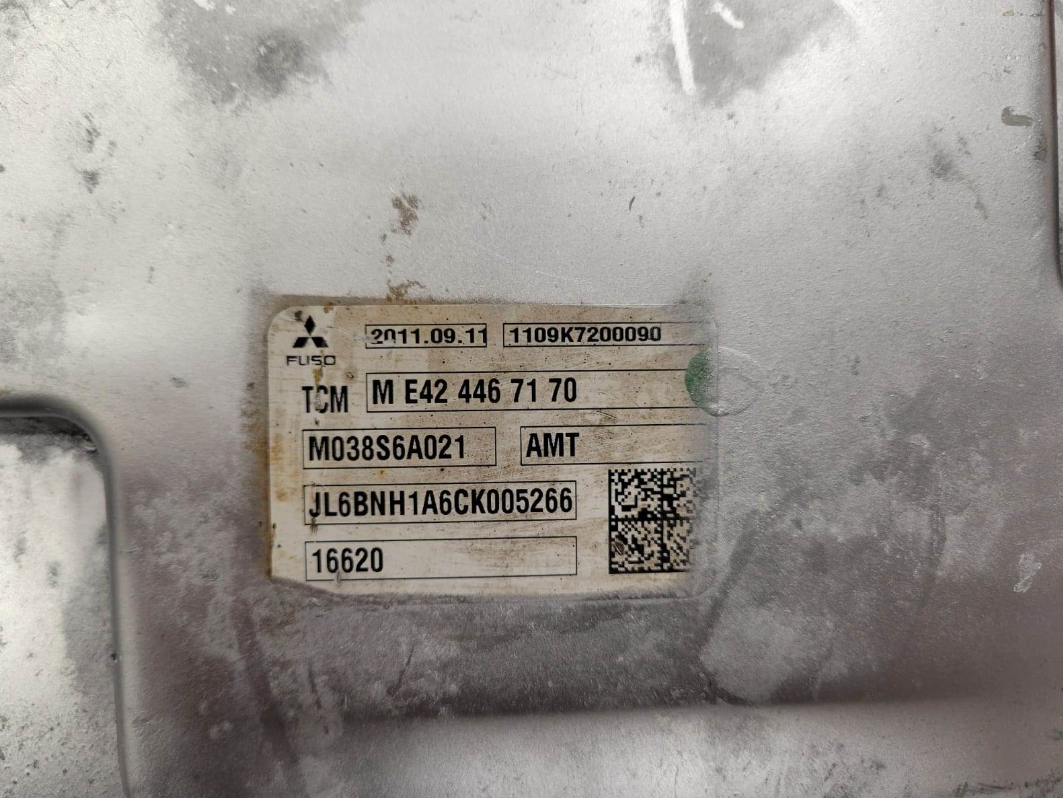 2011.09.11 1109K7200090
FUSO
TCM M E42 446 71 70
M038S6A021 AMT
JL6BNH1A6CK005266
16620